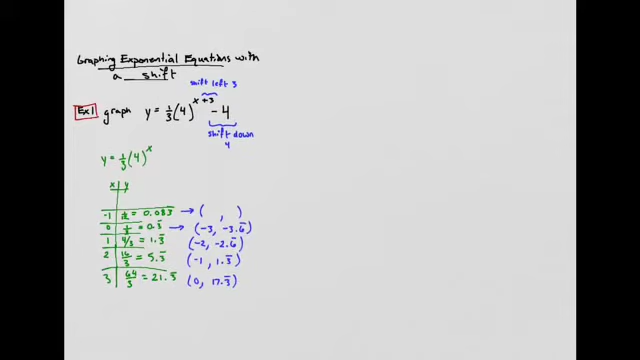 Graphing Exponential Equations with
a shift
shift left 3
Ex1 graph y = 1/3 (4)^(x+3) - 4
shift down
4
y = 1/3 (4)^x
x y
-1 1/12 = 0.083̅ → ( , )
0 1/3 = 0.3̅ → (-3, -3.6̅)
1 4/3 = 1.3̅ (-2, -2.6̅)
2 16/3 = 5.3̅ (-1, 1.3̅)
3 64/3 = 21.3̅ (0, 17.3̅)